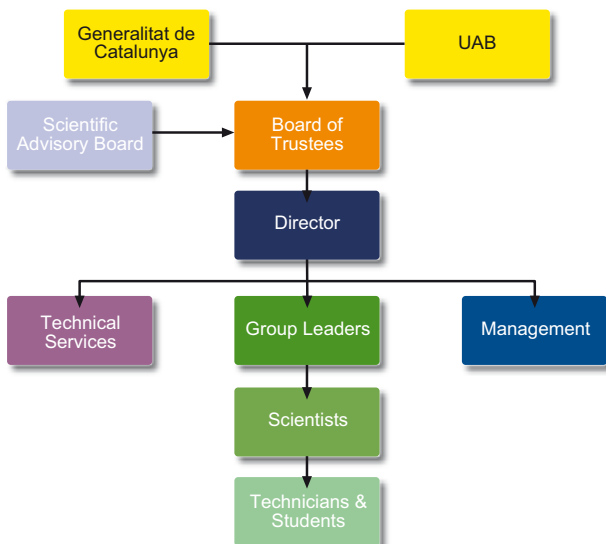 Generalitat de
Catalunya
UAB
Scientific
Advisory Board
Board of
Trustees
Director
Technical
Services
Group Leaders
Management
Scientists
Technicians &
Students